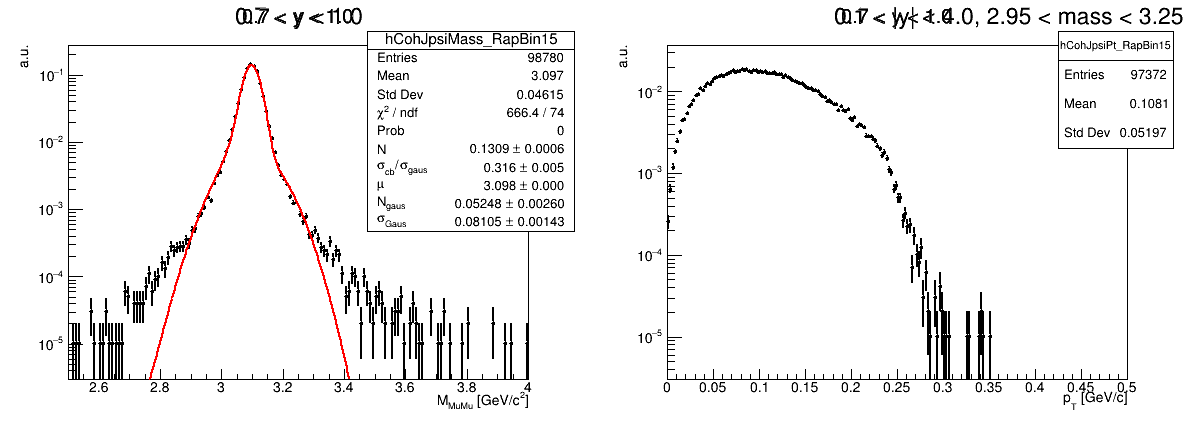 0.7 < y < 1.0
a.u.
hCohJpsiMass_RapBin15
Entries 98780
Mean 3.097
Std Dev 0.04615
χ² / ndf 666.4 / 74
Prob 0
N 0.1309 ± 0.0006
σcb/σgaus 0.316 ± 0.005
μ 3.098 ± 0.000
Ngaus 0.05248 ± 0.00260
σGaus 0.08105 ± 0.00143
10⁻¹
10⁻²
10⁻³
10⁻⁴
10⁻⁵
2.6 2.8 3 3.2 3.4 3.6 3.8 4
MMuMu [GeV/c²]
4.0, 2.95 < mass < 3.25
a.u.
hCohJpsiPt_RapBin15
Entries 97372
Mean 0.1081
Std Dev 0.05197
10⁻²
10⁻³
10⁻⁴
10⁻⁵
0 0.05 0.1 0.15 0.2 0.25 0.3 0.35 0.4 0.45 0.5
pT [GeV/c]